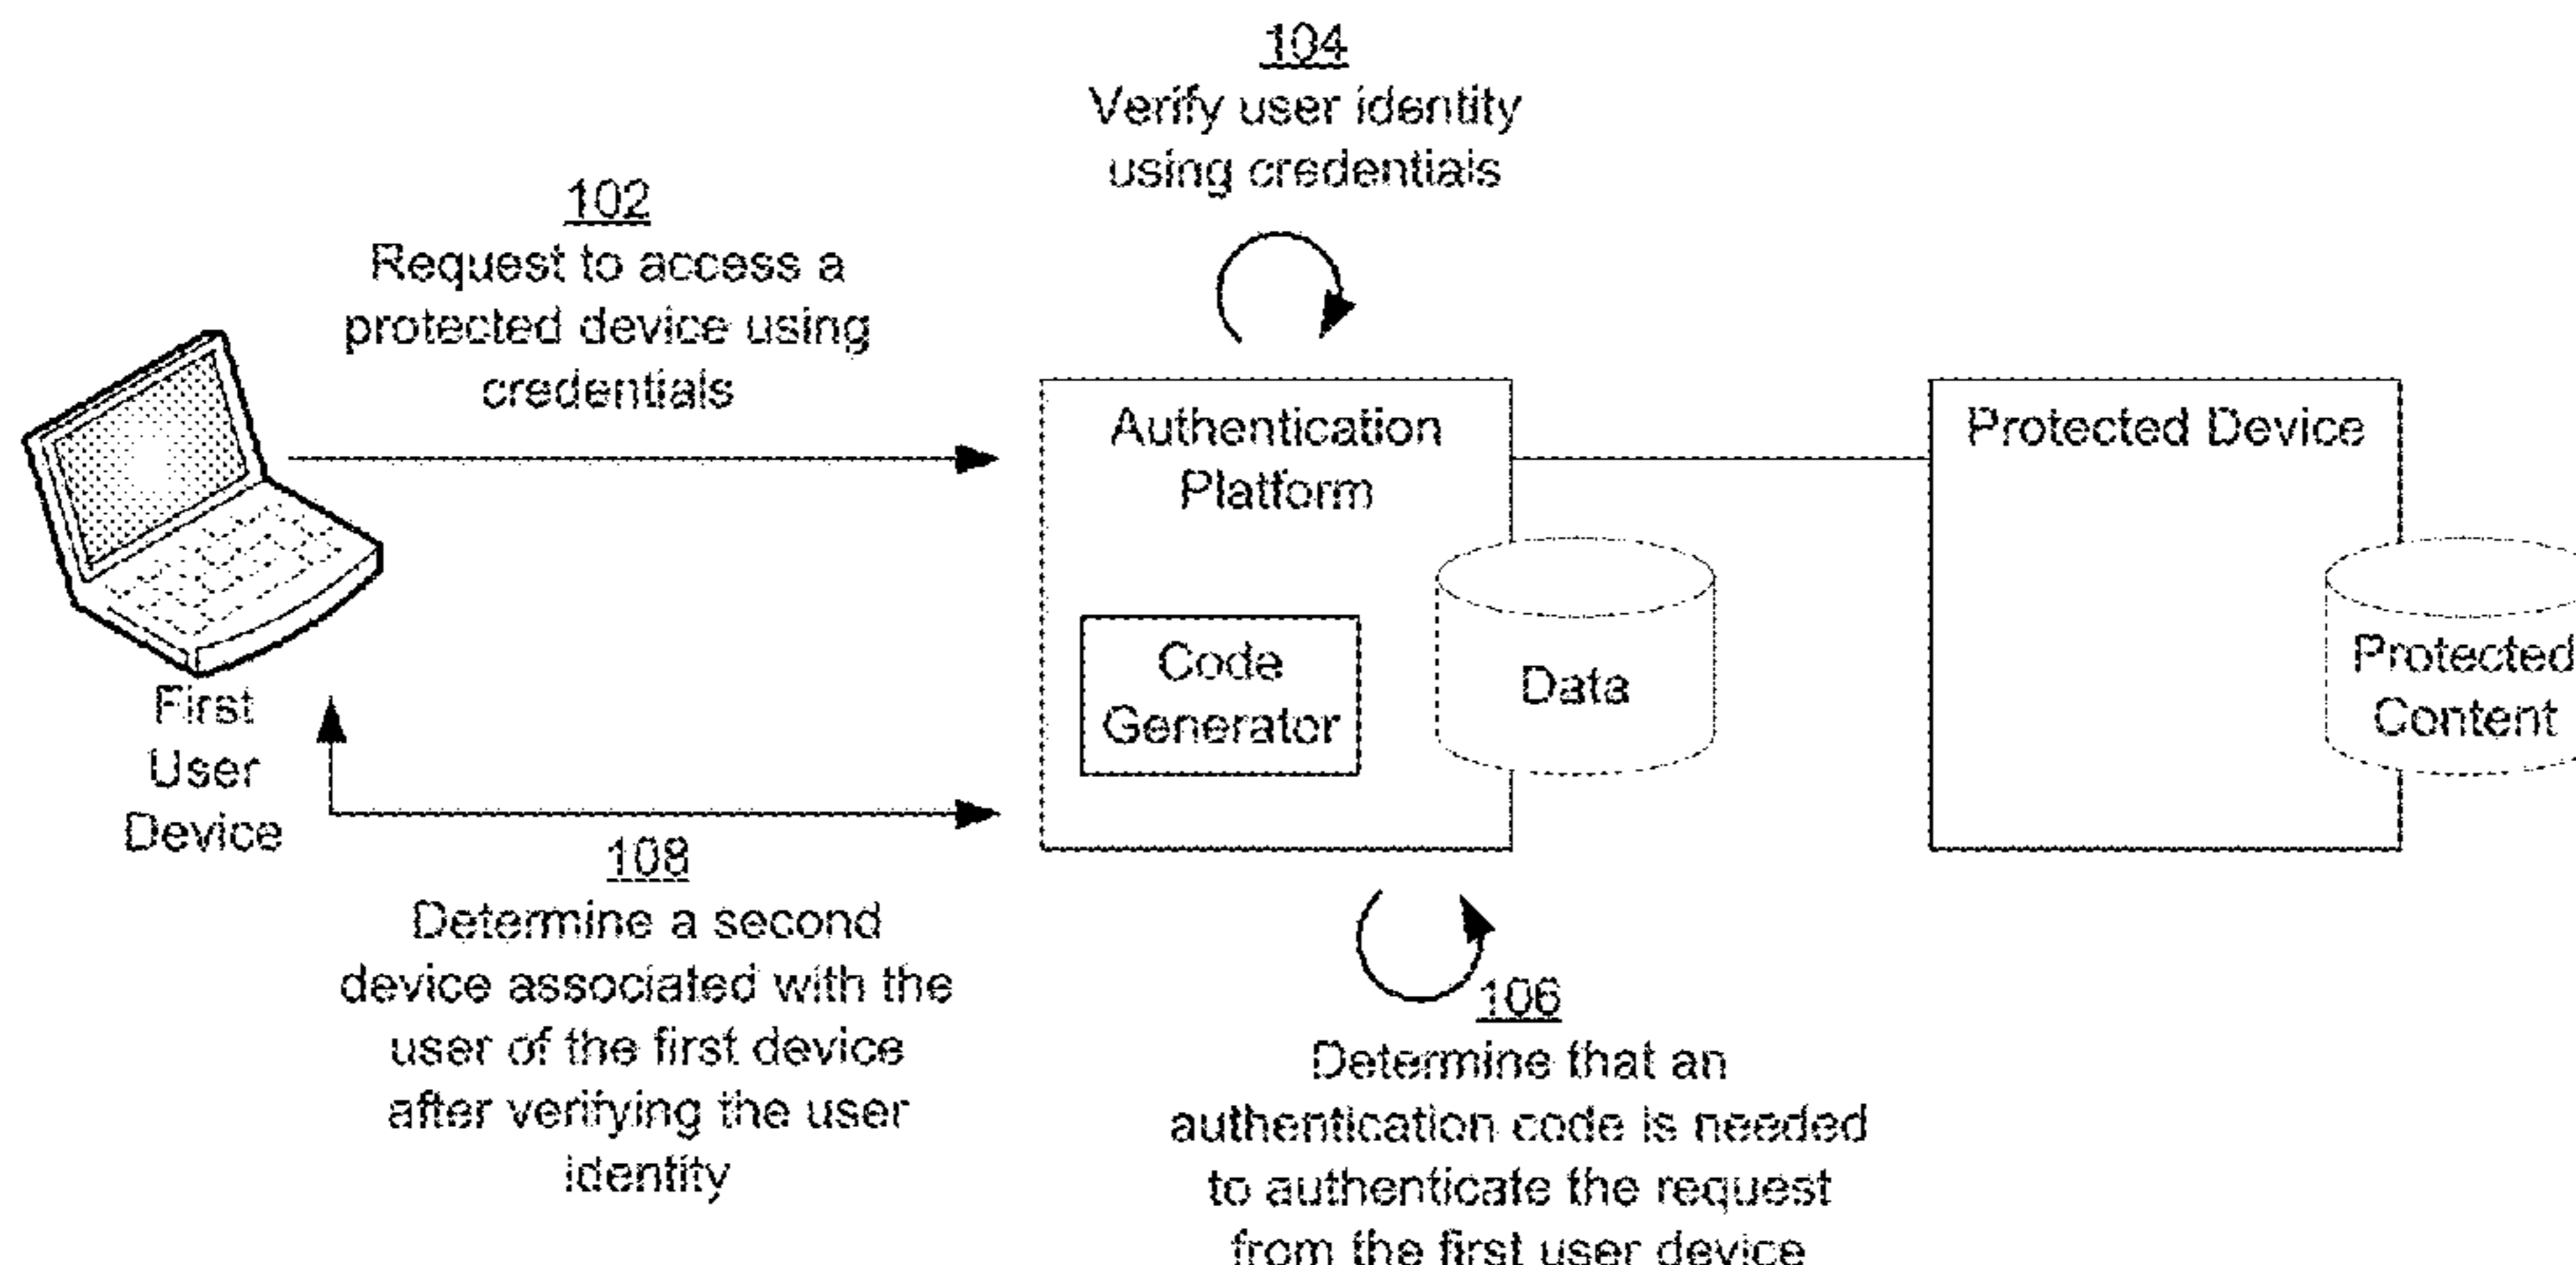 104
Verify user identity
using credentials
102
Request to access a
protected device using
credentials
Authentication
Platform
Protected Device
Code
Generator
Data
Protected
Content
First
User
Device
108
Determine a second
device associated with the
user of the first device
after verifying the user
identity
106
Determine that an
authentication code is needed
to authenticate the request
from the first user device